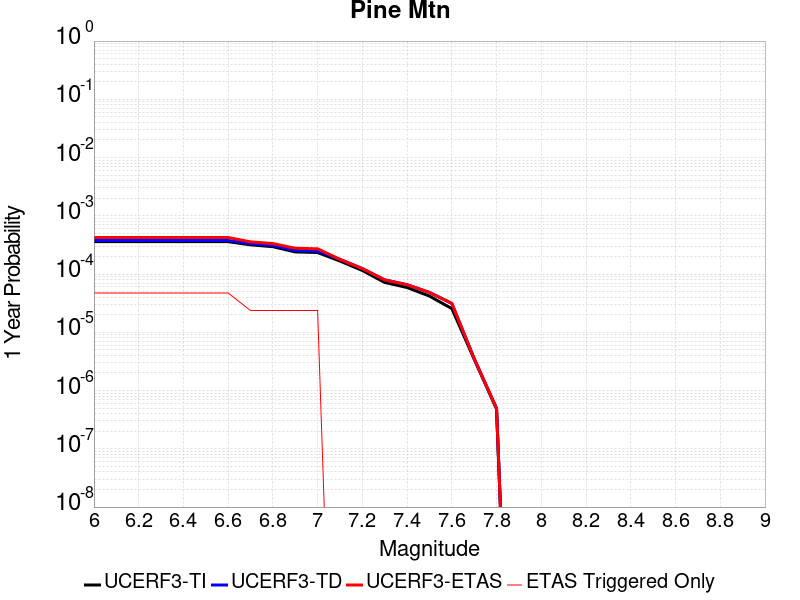 Pine Mtn
10^0
10^-1
10^-2
10^-3
10^-4
10^-5
10^-6
10^-7
10^-8
1 Year Probability
6 6.2 6.4 6.6 6.8 7 7.2 7.4 7.6 7.8 8 8.2 8.4 8.6 8.8 9
Magnitude
UCERF3-TI UCERF3-TD UCERF3-ETAS ETAS Triggered Only